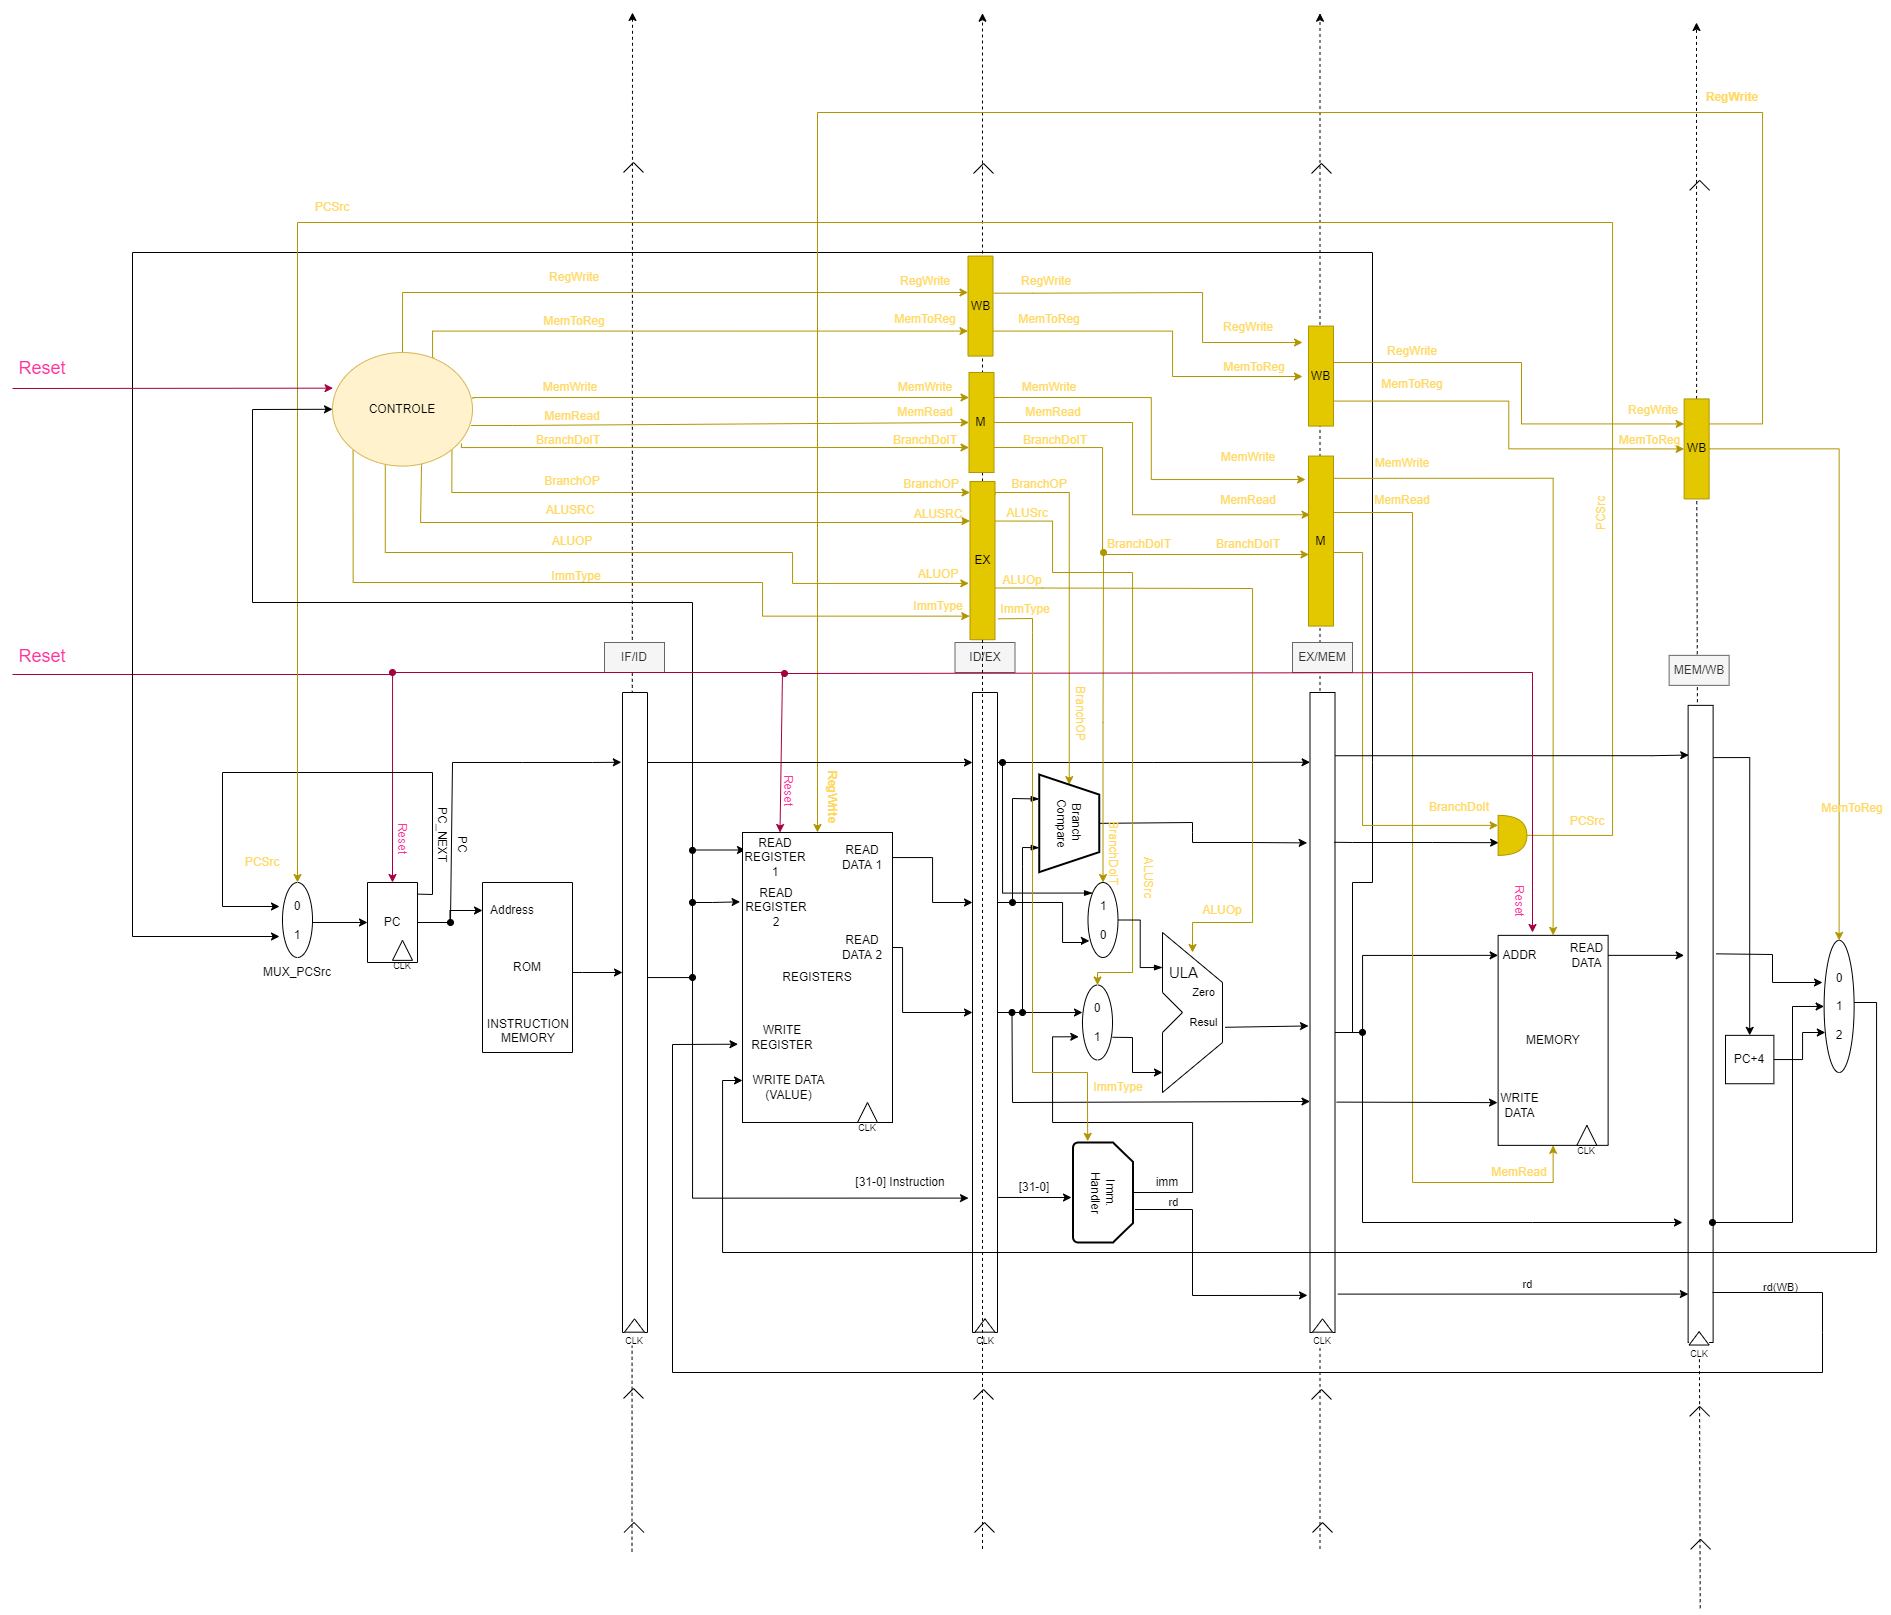 RegWrite
PCSrc
RegWrite
RegWrite
RegWrite
WB
MemToReg
MemToReg
MemToReg
RegWrite
Reset
RegWrite
MemToReg
WB
MemToReg
MemWrite
MemWrite
MemWrite
CONTROLE
MemRead
MemRead
MemRead
M
RegWrite
BranchDoIT
BranchDoIT
BranchDoIT
MemToReg
WB
MemWrite
MemWrite
BranchOP
BranchOP
BranchOP
MemRead
MemRead
ALUSRC
ALUSRC
ALUSrc
PCSrc
ALUOP
BranchDoIT
BranchDoIT
M
EX
ImmType
ALUOP
ALUOp
ImmType
ImmType
Reset
IF/ID
ID/EX
EX/MEM
MEM/WB
BranchOP
Reset
RegWrite
MemToReg
BranchDoIt
PCSrc
Branch
Compare
PC_NEXT
PC
Reset
PCSrc
READ
REGISTER
1
READ
DATA 1
BranchDoIT
ALUSrc
READ
REGISTER
2
Reset
0
1
PC
CLK
MUX_PCSrc
Address
ROM
INSTRUCTION
MEMORY
1
0
ALUOp
READ
DATA 2
REGISTERS
ULA
Zero
Resul
0
1
ADDR
READ
DATA
MEMORY
WRITE
DATA
CLK
0
1
2
PC+4
WRITE
REGISTER
WRITE DATA
(VALUE)
CLK
ImmType
MemRead
[31-0] Instruction
[31-0]
Imm.
Handler
imm
rd
rd
rd(WB)
CLK
CLK
CLK
CLK